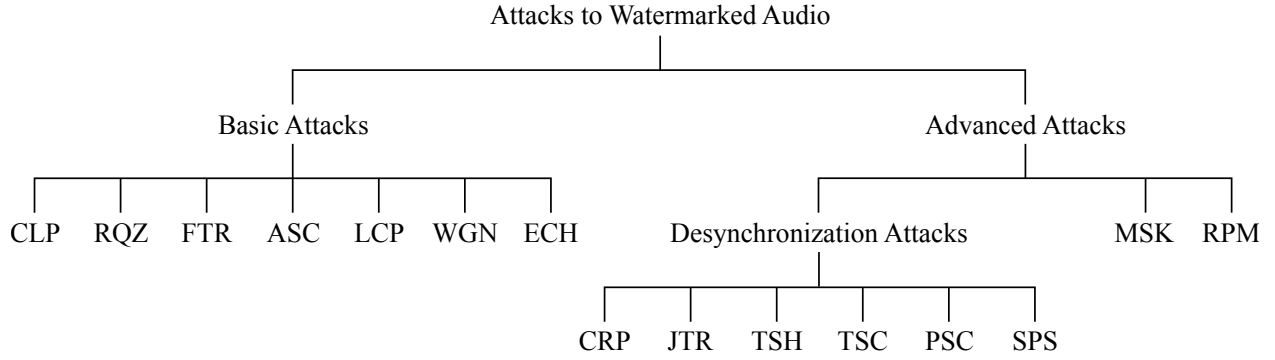 Attacks to Watermarked Audio
Basic Attacks Advanced Attacks
CLP RQZ FTR ASC LCP WGN ECH Desynchronization Attacks MSK RPM
CRP JTR TSH TSC PSC SPS